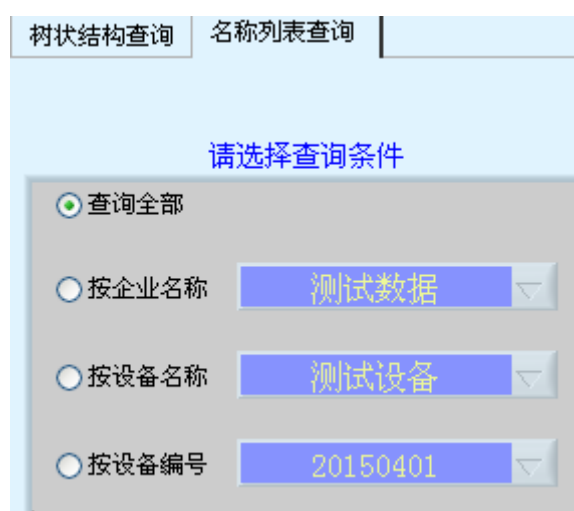 树状结构查询 名称列表查询
请选择查询条件
查询全部
按企业名称 测试数据
按设备名称 测试设备
按设备编号 20150401